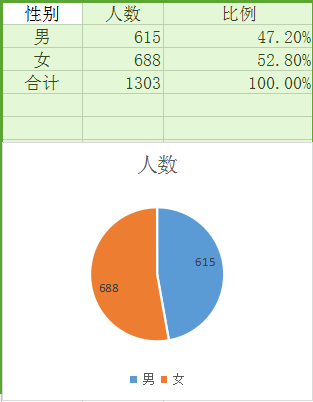 性别 人数 比例
男 615 47.20%
女 688 52.80%
合计 1303 100.00%
人数
615
688
男 女